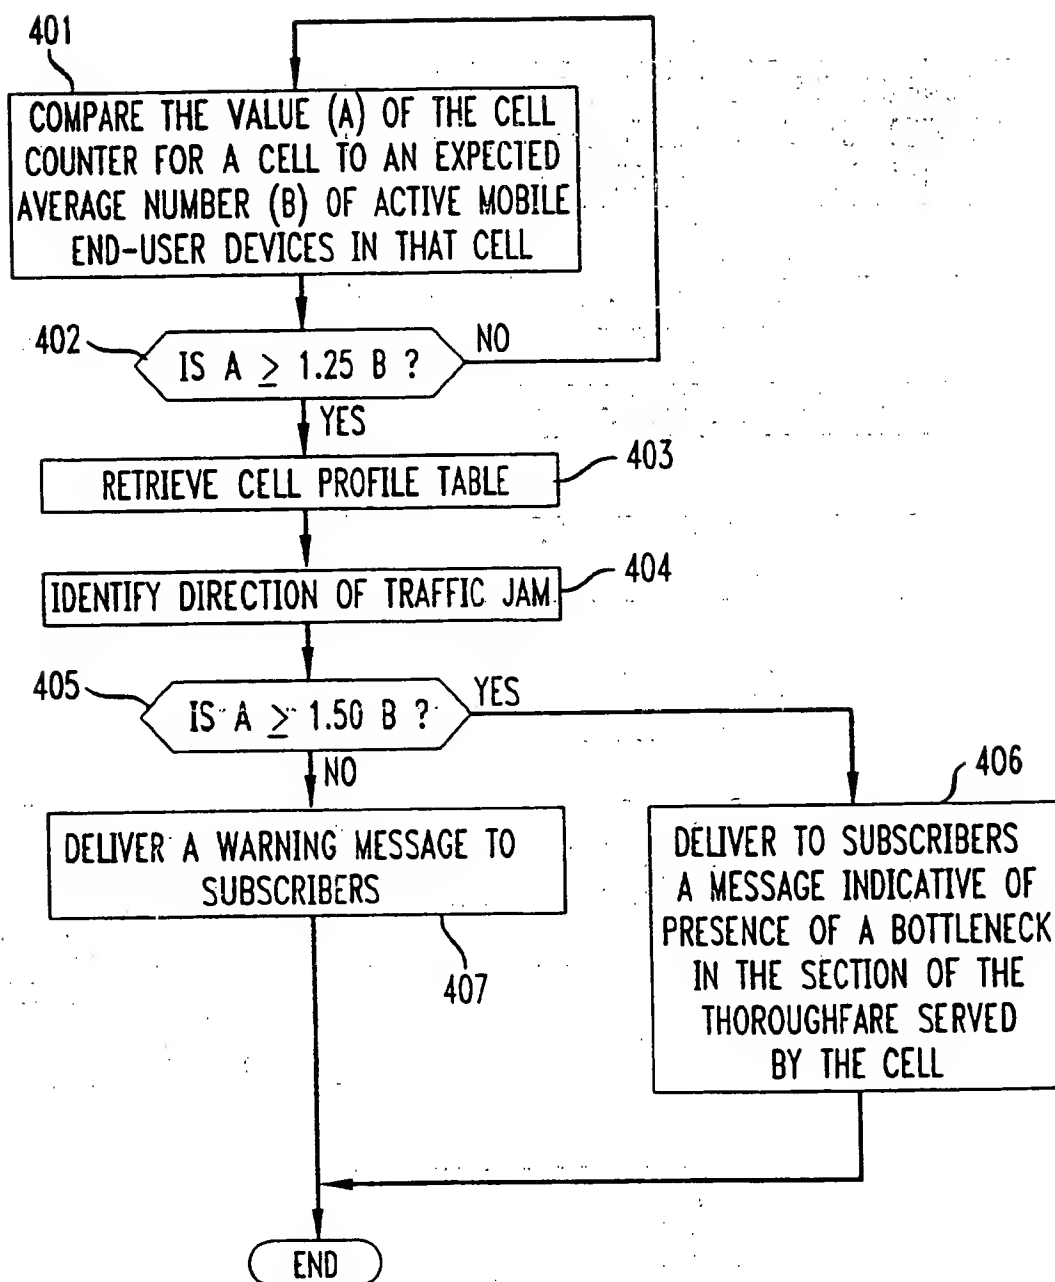 401
COMPARE THE VALUE (A) OF THE CELL
COUNTER FOR A CELL TO AN EXPECTED
AVERAGE NUMBER (B) OF ACTIVE MOBILE
END-USER DEVICES IN THAT CELL
402
IS A ≥ 1.25 B ?
NO
YES
RETRIEVE CELL PROFILE TABLE
403
IDENTIFY DIRECTION OF TRAFFIC JAM
404
405
IS A ≥ 1.50 B ?
YES
NO
406
DELIVER A WARNING MESSAGE TO
SUBSCRIBERS
407
DELIVER TO SUBSCRIBERS
A MESSAGE INDICATIVE OF
PRESENCE OF A BOTTLENECK
IN THE SECTION OF THE
THOROUGHFARE SERVED
BY THE CELL
END